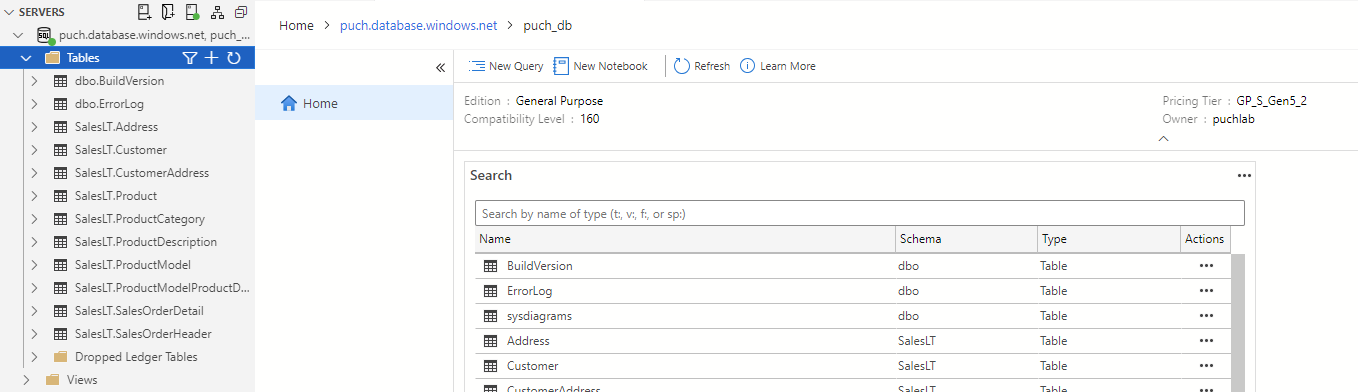 SERVERS
puch.database.windows.net, puch_...
Tables
dbo.BuildVersion
dbo.ErrorLog
SalesLT.Address
SalesLT.Customer
SalesLT.CustomerAddress
SalesLT.Product
SalesLT.ProductCategory
SalesLT.ProductDescription
SalesLT.ProductModel
SalesLT.ProductModelProductD...
SalesLT.SalesOrderDetail
SalesLT.SalesOrderHeader
Dropped Ledger Tables
Views
Home > puch.database.windows.net > puch_db
«
Home
New Query New Notebook Refresh Learn More
Edition : General Purpose
Compatibility Level : 160
Pricing Tier : GP_S_Gen5_2
Owner : puchlab
Search
Search by name of type (t:, v:, f:, or sp:)
Name Schema Type Actions
BuildVersion dbo Table
ErrorLog dbo Table
sysdiagrams dbo Table
Address SalesLT Table
Customer SalesLT Table
CustomerAddress SalesLT Table